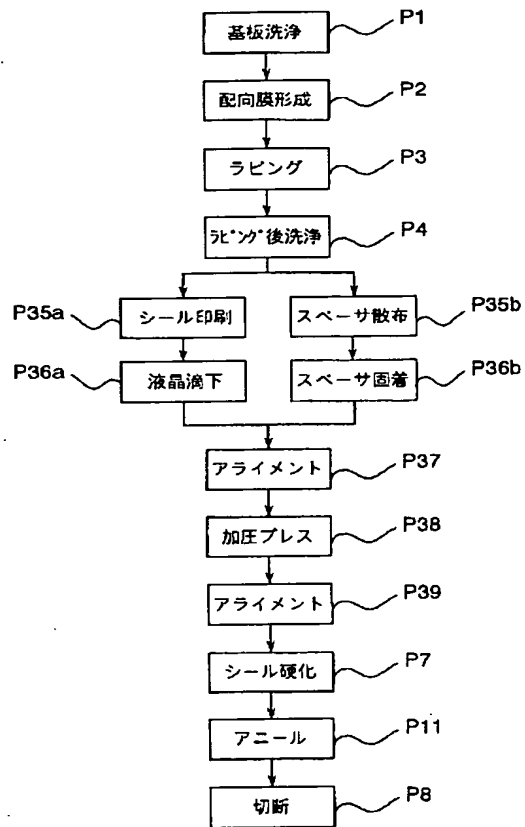 基板洗浄 P1
配向膜形成 P2
ラビング P3
ﾗﾋﾞﾝｸﾞ後洗浄 P4
P35a シール印刷 スペーサ散布 P35b
P36a 液晶滴下 スペーサ固着 P36b
アライメント P37
加圧プレス P38
アライメント P39
シール硬化 P7
アニール P11
切断 P8